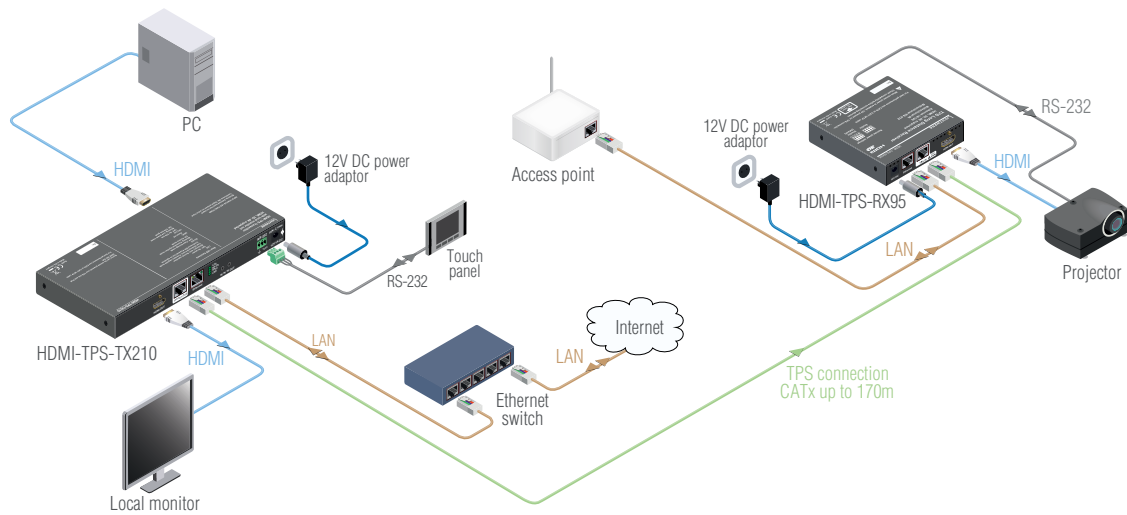 PC
HDMI
12V DC power
adaptor
Touch
panel
RS-232
HDMI-TPS-TX210
HDMI
LAN
Local monitor
Ethernet
switch
LAN
Internet
Access point
12V DC power
adaptor
HDMI-TPS-RX95
LAN
RS-232
HDMI
Projector
TPS connection
CATx up to 170m